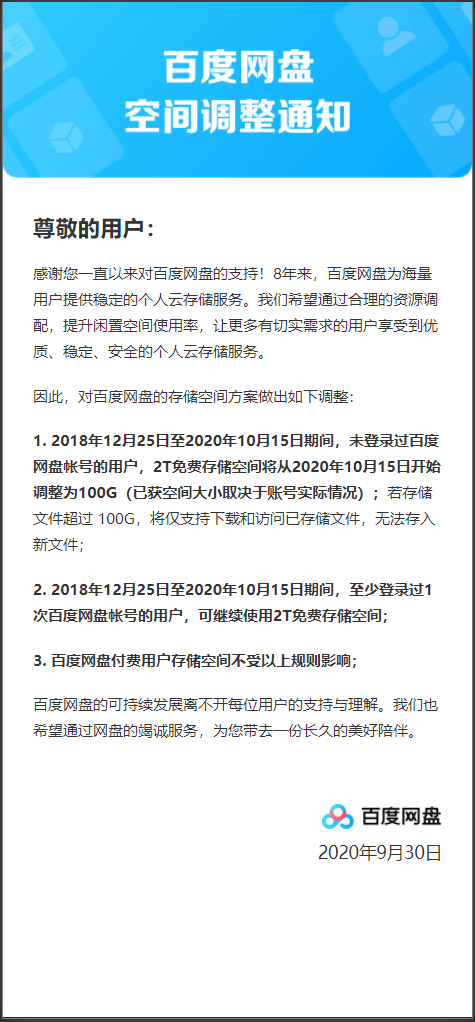 百度网盘
空间调整通知
尊敬的用户：
感谢您一直以来对百度网盘的支持！8年来，百度网盘为海量
用户提供稳定的个人云存储服务。我们希望通过合理的资源调
配，提升闲置空间使用率，让更多有切实需求的用户享受到优
质、稳定、安全的个人云存储服务。
因此，对百度网盘的存储空间方案做出如下调整：
1. 2018年12月25日至2020年10月15日期间，未登录过百度
网盘帐号的用户，2T免费存储空间将从2020年10月15日开始
调整为100G（已获空间大小取决于账号实际情况）；若存储
文件超过 100G，将仅支持下载和访问已存储文件，无法存入
新文件；
2. 2018年12月25日至2020年10月15日期间，至少登录过1
次百度网盘帐号的用户，可继续使用2T免费存储空间；
3. 百度网盘付费用户存储空间不受以上规则影响；
百度网盘的可持续发展离不开每位用户的支持与理解。我们也
希望通过网盘的竭诚服务，为您带去一份长久的美好陪伴。
百度网盘
2020年9月30日